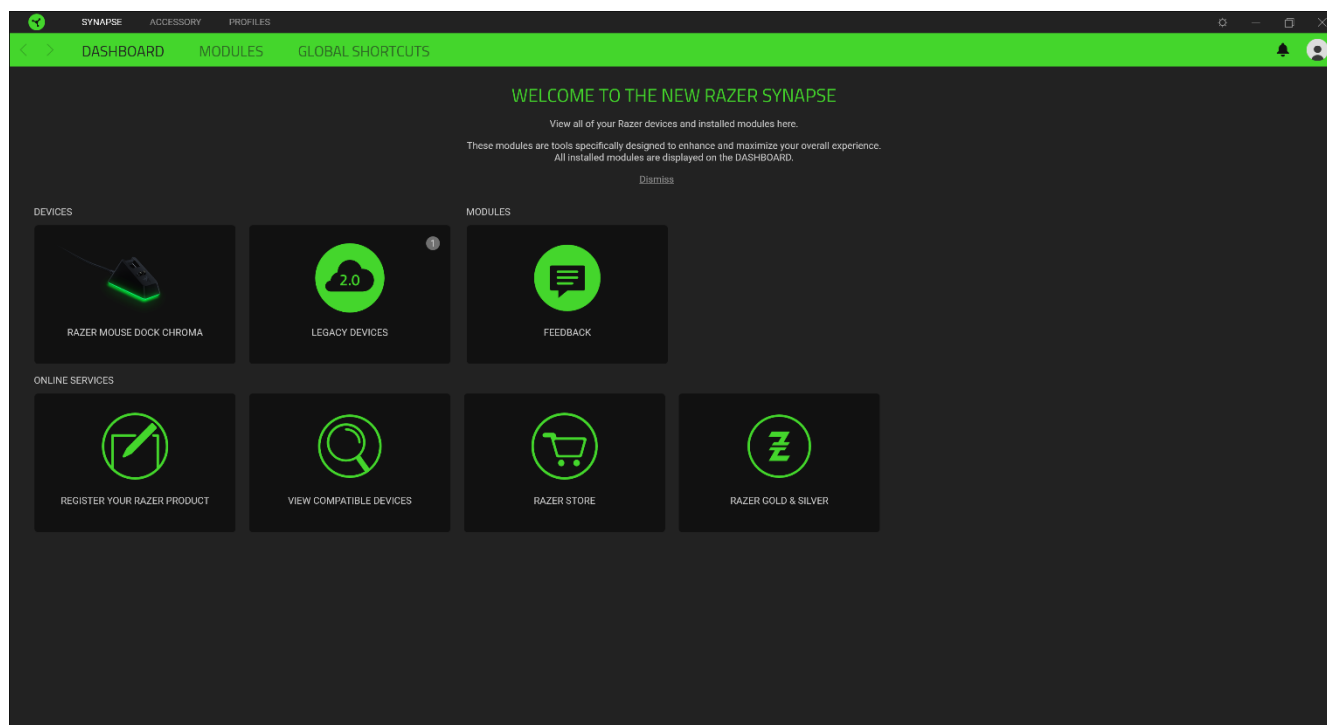 SYNAPSE ACCESSORY PROFILES
DASHBOARD MODULES GLOBAL SHORTCUTS
WELCOME TO THE NEW RAZER SYNAPSE
View all of your Razer devices and installed modules here.
These modules are tools specifically designed to enhance and maximize your overall experience.
All installed modules are displayed on the DASHBOARD.
Dismiss
DEVICES
MODULES
1
2.0
RAZER MOUSE DOCK CHROMA
LEGACY DEVICES
FEEDBACK
ONLINE SERVICES
REGISTER YOUR RAZER PRODUCT
VIEW COMPATIBLE DEVICES
RAZER STORE
RAZER GOLD & SILVER